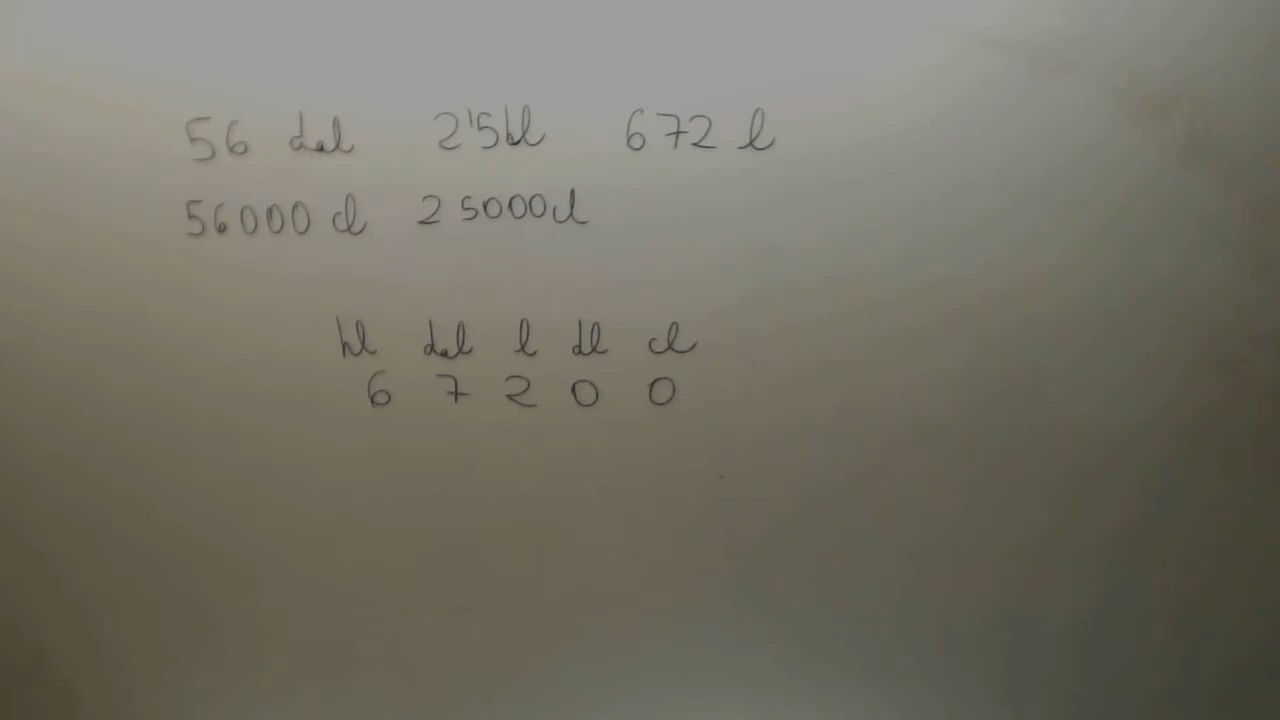 56 dal 2'5hl 672 l
56000 cl 25000cl
hl dal l dl cl
6 7 2 0 0